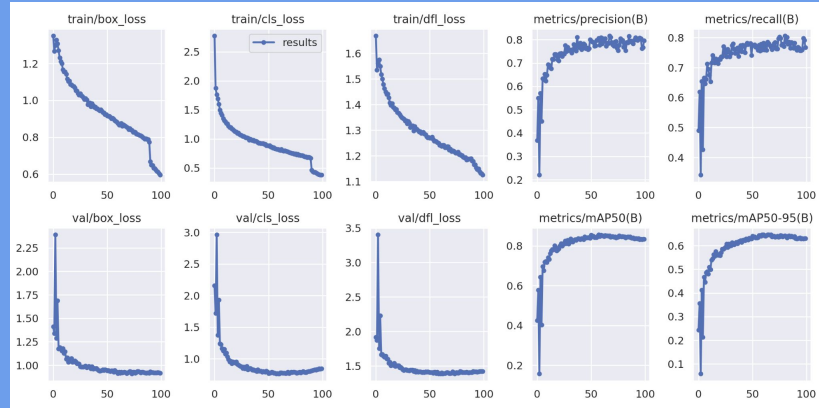 train/box_loss
train/cls_loss
train/dfl_loss
metrics/precision(B)
metrics/recall(B)
1.2
1.0
0.8
0.6
0 50 100
results
2.5
2.0
1.5
1.0
0.5
0 50 100
1.6
1.5
1.4
1.3
1.2
1.1
0 50 100
0.8
0.7
0.6
0.5
0.4
0.3
0.2
0 50 100
0.8
0.7
0.6
0.5
0.4
0 50 100
val/box_loss
val/cls_loss
val/dfl_loss
metrics/mAP50(B)
metrics/mAP50-95(B)
2.25
2.00
1.75
1.50
1.25
1.00
0 50 100
3.0
2.5
2.0
1.5
1.0
0 50 100
3.5
3.0
2.5
2.0
1.5
0 50 100
0.8
0.6
0.4
0.2
0 50 100
0.6
0.5
0.4
0.3
0.2
0.1
0 50 100